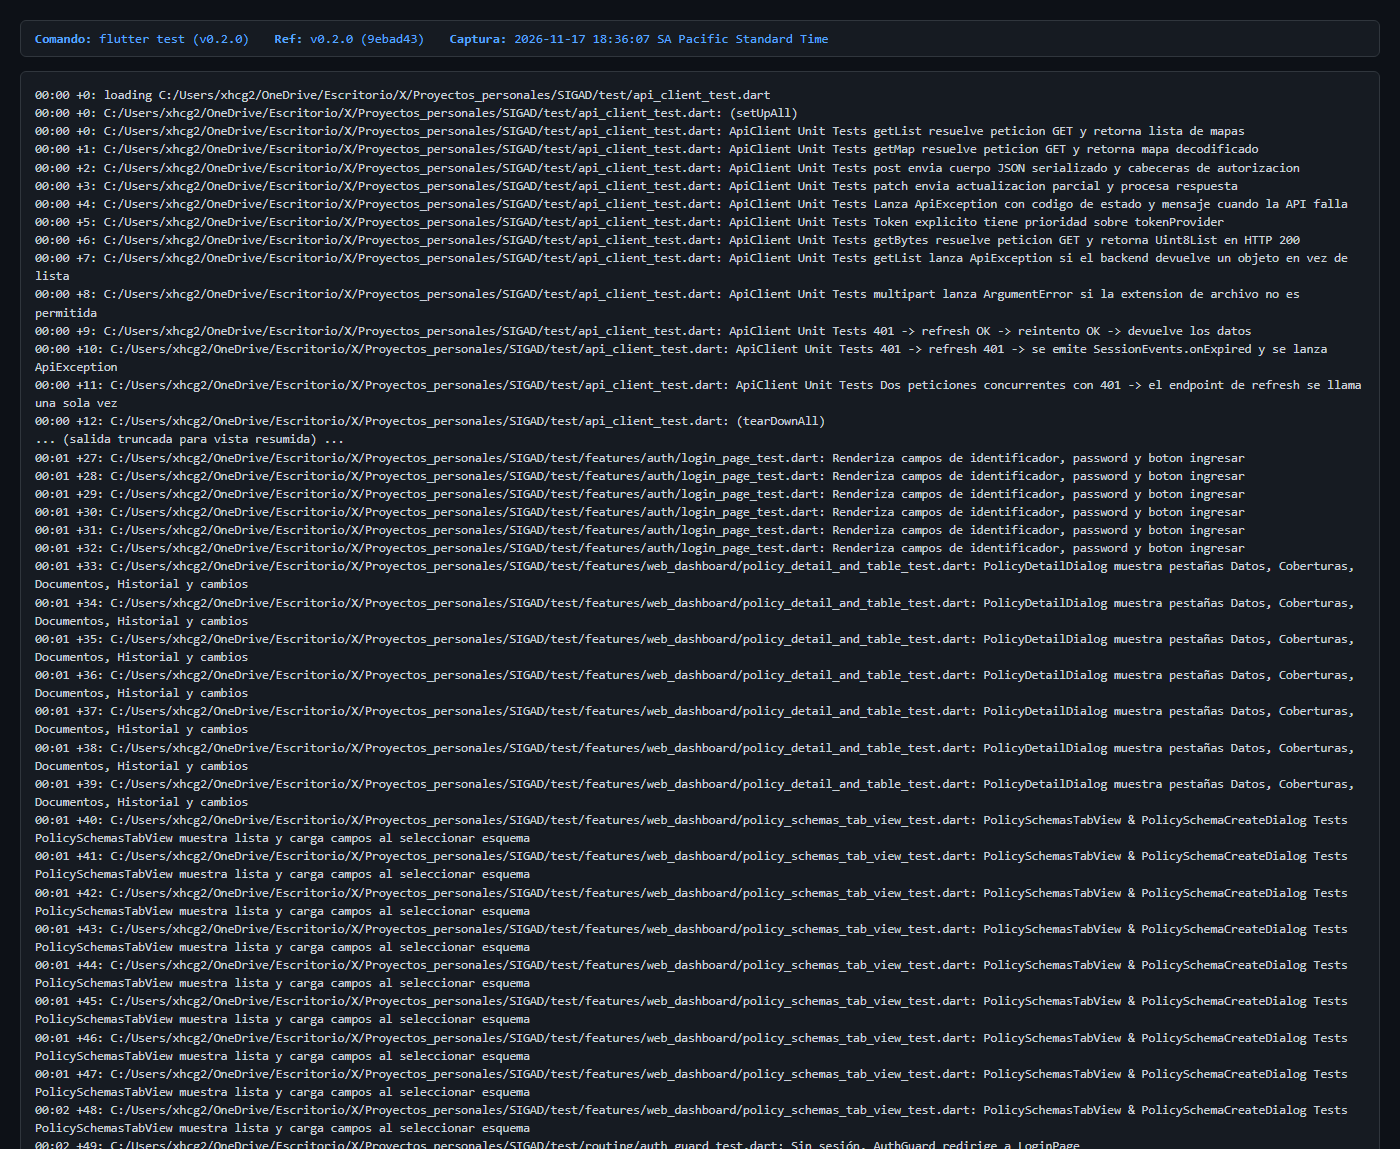 Comando: flutter test (v0.2.0) Ref: v0.2.0 (9ebad43) Captura: 2026-11-17 18:36:07 SA Pacific Standard Time
00:00 +0: loading C:/Users/xhcg2/OneDrive/Escritorio/X/Proyectos_personales/SIGAD/test/api_client_test.dart
00:00 +0: C:/Users/xhcg2/OneDrive/Escritorio/X/Proyectos_personales/SIGAD/test/api_client_test.dart: (setUpAll)
00:00 +0: C:/Users/xhcg2/OneDrive/Escritorio/X/Proyectos_personales/SIGAD/test/api_client_test.dart: ApiClient Unit Tests getList resuelve peticion GET y retorna lista de mapas
00:00 +1: C:/Users/xhcg2/OneDrive/Escritorio/X/Proyectos_personales/SIGAD/test/api_client_test.dart: ApiClient Unit Tests getMap resuelve peticion GET y retorna mapa decodificado
00:00 +2: C:/Users/xhcg2/OneDrive/Escritorio/X/Proyectos_personales/SIGAD/test/api_client_test.dart: ApiClient Unit Tests post envia cuerpo JSON serializado y cabeceras de autorizacion
00:00 +3: C:/Users/xhcg2/OneDrive/Escritorio/X/Proyectos_personales/SIGAD/test/api_client_test.dart: ApiClient Unit Tests patch envia actualizacion parcial y procesa respuesta
00:00 +4: C:/Users/xhcg2/OneDrive/Escritorio/X/Proyectos_personales/SIGAD/test/api_client_test.dart: ApiClient Unit Tests Lanza ApiException con codigo de estado y mensaje cuando la API falla
00:00 +5: C:/Users/xhcg2/OneDrive/Escritorio/X/Proyectos_personales/SIGAD/test/api_client_test.dart: ApiClient Unit Tests Token explicito tiene prioridad sobre tokenProvider
00:00 +6: C:/Users/xhcg2/OneDrive/Escritorio/X/Proyectos_personales/SIGAD/test/api_client_test.dart: ApiClient Unit Tests getBytes resuelve peticion GET y retorna Uint8List en HTTP 200
00:00 +7: C:/Users/xhcg2/OneDrive/Escritorio/X/Proyectos_personales/SIGAD/test/api_client_test.dart: ApiClient Unit Tests getList lanza ApiException si el backend devuelve un objeto en vez de
lista
00:00 +8: C:/Users/xhcg2/OneDrive/Escritorio/X/Proyectos_personales/SIGAD/test/api_client_test.dart: ApiClient Unit Tests multipart lanza ArgumentError si la extension de archivo no es
permitida
00:00 +9: C:/Users/xhcg2/OneDrive/Escritorio/X/Proyectos_personales/SIGAD/test/api_client_test.dart: ApiClient Unit Tests 401 -> refresh OK -> reintento OK -> devuelve los datos
00:00 +10: C:/Users/xhcg2/OneDrive/Escritorio/X/Proyectos_personales/SIGAD/test/api_client_test.dart: ApiClient Unit Tests 401 -> refresh 401 -> se emite SessionEvents.onExpired y se lanza
ApiException
00:00 +11: C:/Users/xhcg2/OneDrive/Escritorio/X/Proyectos_personales/SIGAD/test/api_client_test.dart: ApiClient Unit Tests Dos peticiones concurrentes con 401 -> el endpoint de refresh se llama
una sola vez
00:00 +12: C:/Users/xhcg2/OneDrive/Escritorio/X/Proyectos_personales/SIGAD/test/api_client_test.dart: (tearDownAll)
... (salida truncada para vista resumida) ...
00:01 +27: C:/Users/xhcg2/OneDrive/Escritorio/X/Proyectos_personales/SIGAD/test/features/auth/login_page_test.dart: Renderiza campos de identificador, password y boton ingresar
00:01 +28: C:/Users/xhcg2/OneDrive/Escritorio/X/Proyectos_personales/SIGAD/test/features/auth/login_page_test.dart: Renderiza campos de identificador, password y boton ingresar
00:01 +29: C:/Users/xhcg2/OneDrive/Escritorio/X/Proyectos_personales/SIGAD/test/features/auth/login_page_test.dart: Renderiza campos de identificador, password y boton ingresar
00:01 +30: C:/Users/xhcg2/OneDrive/Escritorio/X/Proyectos_personales/SIGAD/test/features/auth/login_page_test.dart: Renderiza campos de identificador, password y boton ingresar
00:01 +31: C:/Users/xhcg2/OneDrive/Escritorio/X/Proyectos_personales/SIGAD/test/features/auth/login_page_test.dart: Renderiza campos de identificador, password y boton ingresar
00:01 +32: C:/Users/xhcg2/OneDrive/Escritorio/X/Proyectos_personales/SIGAD/test/features/auth/login_page_test.dart: Renderiza campos de identificador, password y boton ingresar
00:01 +33: C:/Users/xhcg2/OneDrive/Escritorio/X/Proyectos_personales/SIGAD/test/features/web_dashboard/policy_detail_and_table_test.dart: PolicyDetailDialog muestra pestañas Datos, Coberturas,
Documentos, Historial y cambios
00:01 +34: C:/Users/xhcg2/OneDrive/Escritorio/X/Proyectos_personales/SIGAD/test/features/web_dashboard/policy_detail_and_table_test.dart: PolicyDetailDialog muestra pestañas Datos, Coberturas,
Documentos, Historial y cambios
00:01 +35: C:/Users/xhcg2/OneDrive/Escritorio/X/Proyectos_personales/SIGAD/test/features/web_dashboard/policy_detail_and_table_test.dart: PolicyDetailDialog muestra pestañas Datos, Coberturas,
Documentos, Historial y cambios
00:01 +36: C:/Users/xhcg2/OneDrive/Escritorio/X/Proyectos_personales/SIGAD/test/features/web_dashboard/policy_detail_and_table_test.dart: PolicyDetailDialog muestra pestañas Datos, Coberturas,
Documentos, Historial y cambios
00:01 +37: C:/Users/xhcg2/OneDrive/Escritorio/X/Proyectos_personales/SIGAD/test/features/web_dashboard/policy_detail_and_table_test.dart: PolicyDetailDialog muestra pestañas Datos, Coberturas,
Documentos, Historial y cambios
00:01 +38: C:/Users/xhcg2/OneDrive/Escritorio/X/Proyectos_personales/SIGAD/test/features/web_dashboard/policy_detail_and_table_test.dart: PolicyDetailDialog muestra pestañas Datos, Coberturas,
Documentos, Historial y cambios
00:01 +39: C:/Users/xhcg2/OneDrive/Escritorio/X/Proyectos_personales/SIGAD/test/features/web_dashboard/policy_detail_and_table_test.dart: PolicyDetailDialog muestra pestañas Datos, Coberturas,
Documentos, Historial y cambios
00:01 +40: C:/Users/xhcg2/OneDrive/Escritorio/X/Proyectos_personales/SIGAD/test/features/web_dashboard/policy_schemas_tab_view_test.dart: PolicySchemasTabView & PolicySchemaCreateDialog Tests
PolicySchemasTabView muestra lista y carga campos al seleccionar esquema
00:01 +41: C:/Users/xhcg2/OneDrive/Escritorio/X/Proyectos_personales/SIGAD/test/features/web_dashboard/policy_schemas_tab_view_test.dart: PolicySchemasTabView & PolicySchemaCreateDialog Tests
PolicySchemasTabView muestra lista y carga campos al seleccionar esquema
00:01 +42: C:/Users/xhcg2/OneDrive/Escritorio/X/Proyectos_personales/SIGAD/test/features/web_dashboard/policy_schemas_tab_view_test.dart: PolicySchemasTabView & PolicySchemaCreateDialog Tests
PolicySchemasTabView muestra lista y carga campos al seleccionar esquema
00:01 +43: C:/Users/xhcg2/OneDrive/Escritorio/X/Proyectos_personales/SIGAD/test/features/web_dashboard/policy_schemas_tab_view_test.dart: PolicySchemasTabView & PolicySchemaCreateDialog Tests
PolicySchemasTabView muestra lista y carga campos al seleccionar esquema
00:01 +44: C:/Users/xhcg2/OneDrive/Escritorio/X/Proyectos_personales/SIGAD/test/features/web_dashboard/policy_schemas_tab_view_test.dart: PolicySchemasTabView & PolicySchemaCreateDialog Tests
PolicySchemasTabView muestra lista y carga campos al seleccionar esquema
00:01 +45: C:/Users/xhcg2/OneDrive/Escritorio/X/Proyectos_personales/SIGAD/test/features/web_dashboard/policy_schemas_tab_view_test.dart: PolicySchemasTabView & PolicySchemaCreateDialog Tests
PolicySchemasTabView muestra lista y carga campos al seleccionar esquema
00:01 +46: C:/Users/xhcg2/OneDrive/Escritorio/X/Proyectos_personales/SIGAD/test/features/web_dashboard/policy_schemas_tab_view_test.dart: PolicySchemasTabView & PolicySchemaCreateDialog Tests
PolicySchemasTabView muestra lista y carga campos al seleccionar esquema
00:01 +47: C:/Users/xhcg2/OneDrive/Escritorio/X/Proyectos_personales/SIGAD/test/features/web_dashboard/policy_schemas_tab_view_test.dart: PolicySchemasTabView & PolicySchemaCreateDialog Tests
PolicySchemasTabView muestra lista y carga campos al seleccionar esquema
00:02 +48: C:/Users/xhcg2/OneDrive/Escritorio/X/Proyectos_personales/SIGAD/test/features/web_dashboard/policy_schemas_tab_view_test.dart: PolicySchemasTabView & PolicySchemaCreateDialog Tests
PolicySchemasTabView muestra lista y carga campos al seleccionar esquema
00:02 +49: C:/Users/xhcg2/OneDrive/Escritorio/X/Proyectos_personales/SIGAD/test/routing/auth_guard_test.dart: Sin sesión, AuthGuard redirige a LoginPage